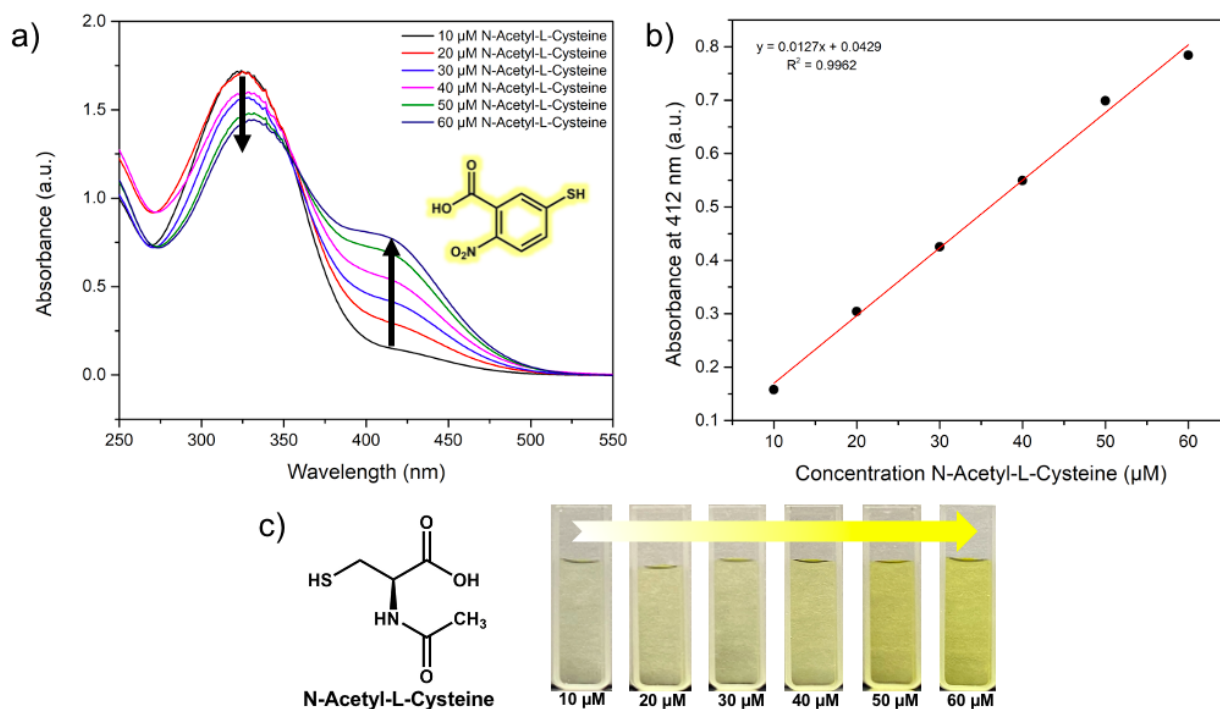 a)
2.0
1.5
1.0
0.5
0.0
Absorbance (a.u.)
10 µM N-Acetyl-L-Cysteine
20 µM N-Acetyl-L-Cysteine
30 µM N-Acetyl-L-Cysteine
40 µM N-Acetyl-L-Cysteine
50 µM N-Acetyl-L-Cysteine
60 µM N-Acetyl-L-Cysteine
O
HO
SH
O₂N
250 300 350 400 450 500 550
Wavelength (nm)
b)
y = 0.0127x + 0.0429
R² = 0.9962
0.8
0.7
0.6
0.5
0.4
0.3
0.2
0.1
Absorbance at 412 nm (a.u.)
10 20 30 40 50 60
Concentration N-Acetyl-L-Cysteine (µM)
c)
O
HS
OH
HN
CH₃
O
N-Acetyl-L-Cysteine
10 µM 20 µM 30 µM 40 µM 50 µM 60 µM